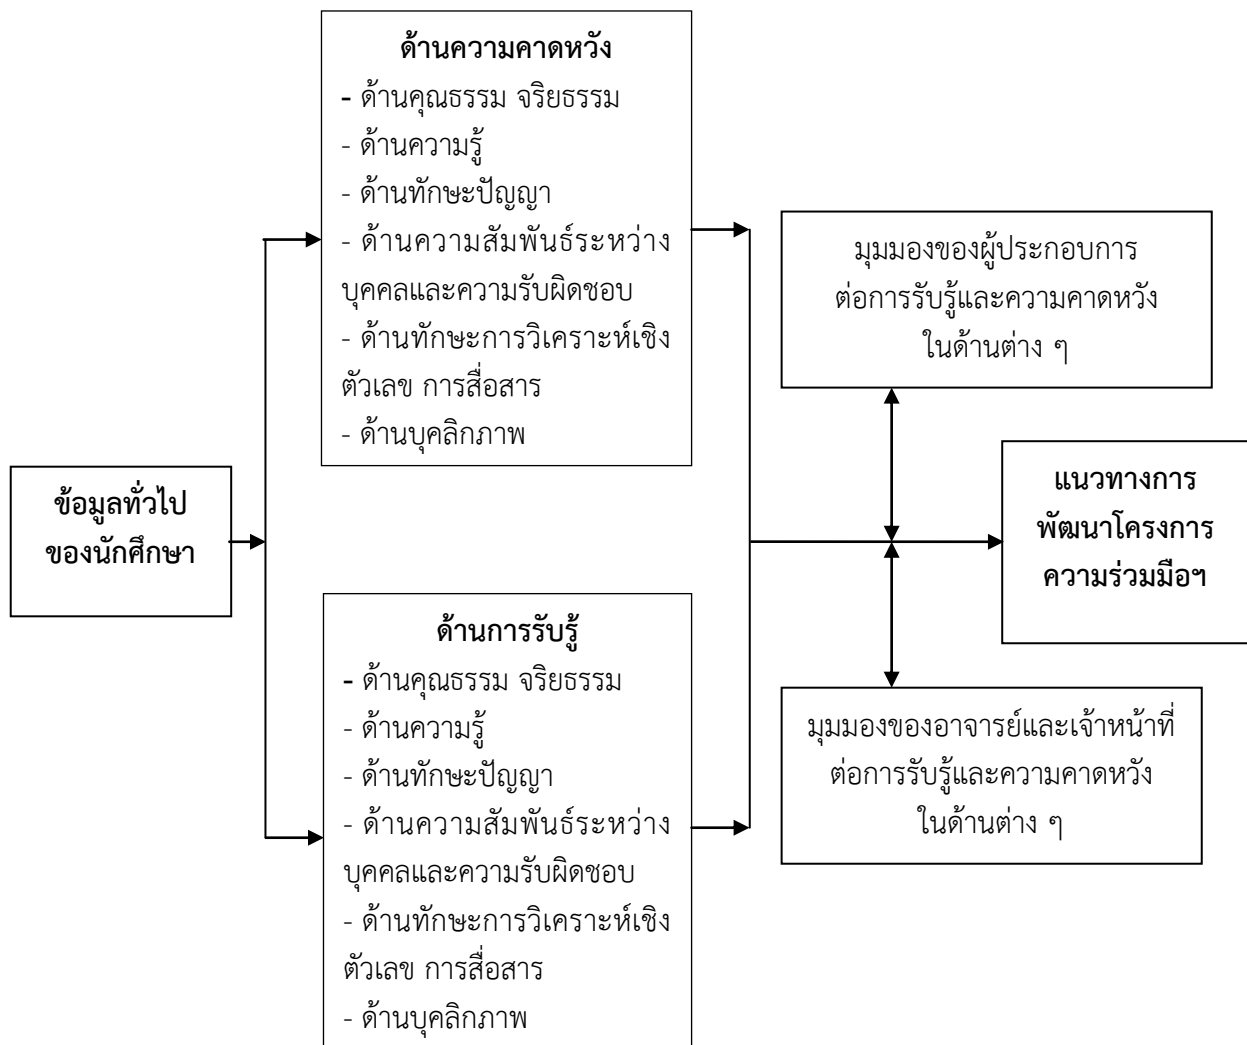 ข้อมูลทั่วไป
ของนักศึกษา
ด้านความคาดหวัง
- ด้านคุณธรรม จริยธรรม
- ด้านความรู้
- ด้านทักษะปัญญา
- ด้านความสัมพันธ์ระหว่าง
บุคคลและความรับผิดชอบ
- ด้านทักษะการวิเคราะห์เชิง
ตัวเลข การสื่อสาร
- ด้านบุคลิกภาพ
ด้านการรับรู้
- ด้านคุณธรรม จริยธรรม
- ด้านความรู้
- ด้านทักษะปัญญา
- ด้านความสัมพันธ์ระหว่าง
บุคคลและความรับผิดชอบ
- ด้านทักษะการวิเคราะห์เชิง
ตัวเลข การสื่อสาร
- ด้านบุคลิกภาพ
มุมมองของผู้ประกอบการ
ต่อการรับรู้และความคาดหวัง
ในด้านต่าง ๆ
มุมมองของอาจารย์และเจ้าหน้าที่
ต่อการรับรู้และความคาดหวัง
ในด้านต่าง ๆ
แนวทางการ
พัฒนาโครงการ
ความร่วมมือฯ